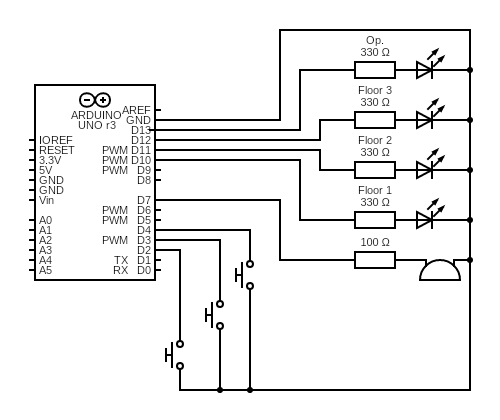 Op.
330 Ω
Floor 3
330 Ω
Floor 2
330 Ω
Floor 1
330 Ω
100 Ω
ARDUINO
UNO r3
AREF
GND
D13
D12
PWM D11
PWM D10
PWM D9
D8
D7
PWM D6
PWM D5
D4
PWM D3
D2
TX D1
RX D0
IOREF
RESET
3.3V
5V
GND
GND
Vin
A0
A1
A2
A3
A4
A5